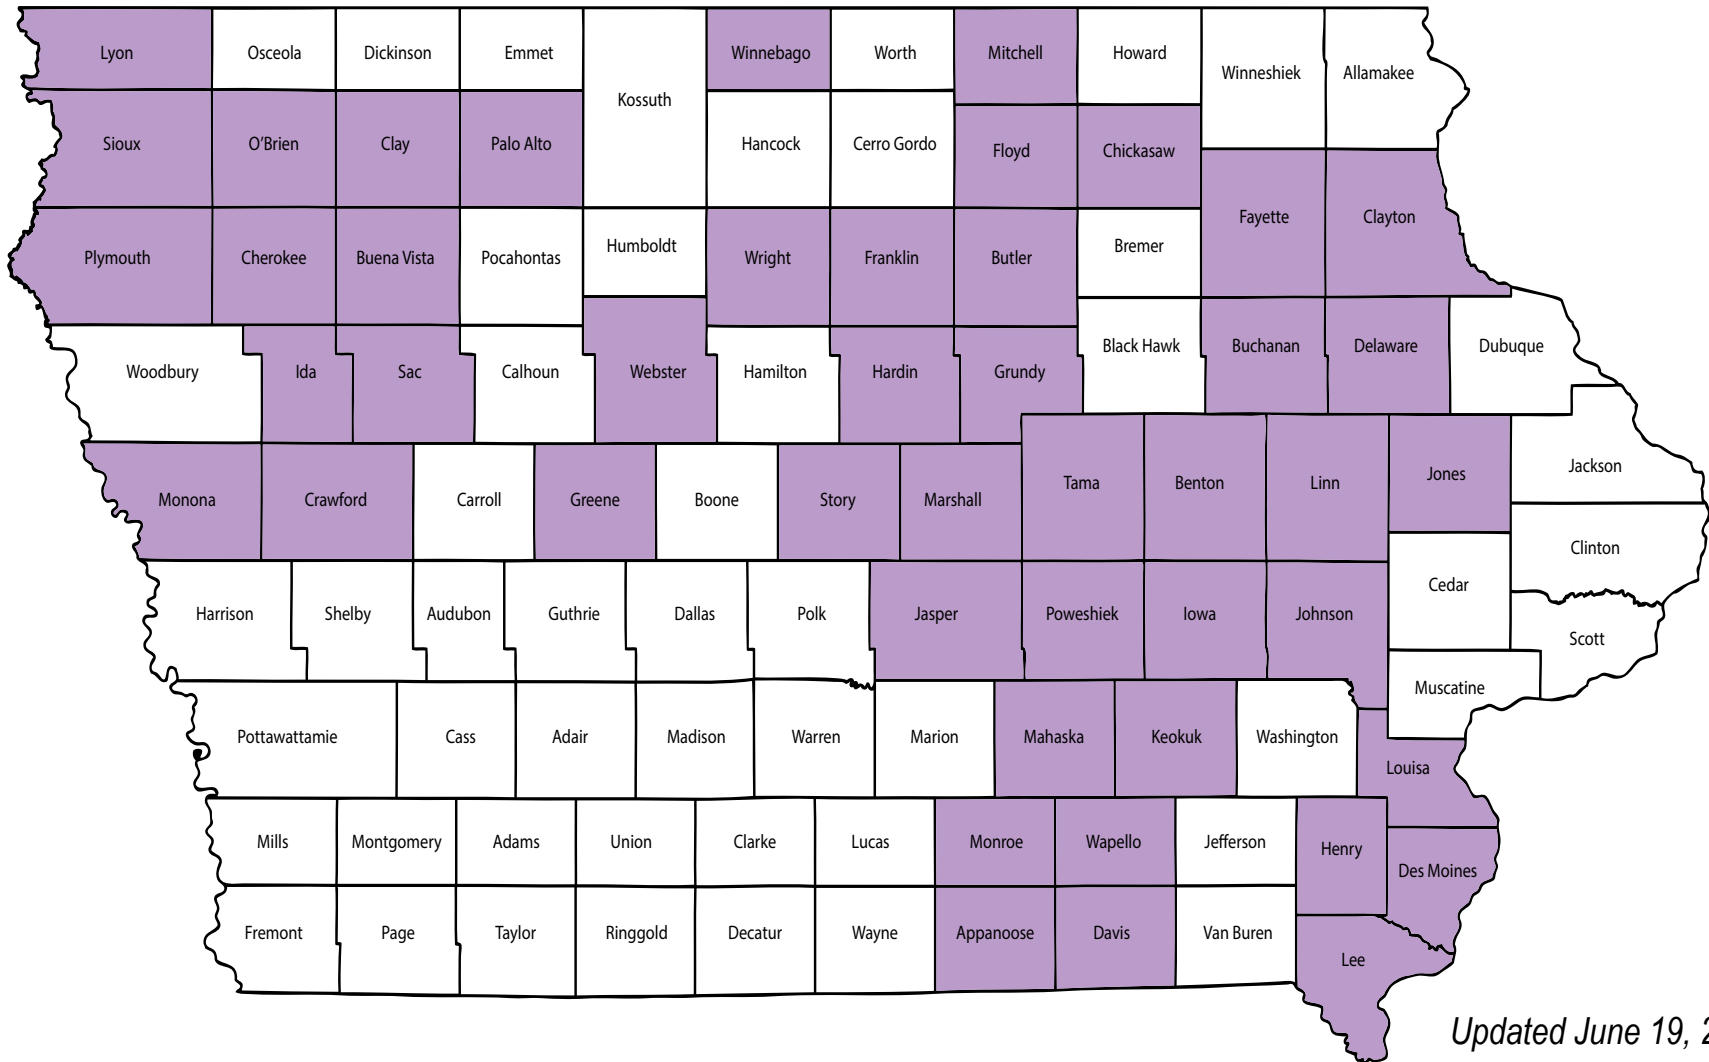 Lyon
Osceola
Dickinson
Emmet
Kossuth
Winnebago
Worth
Mitchell
Howard
Winneshiek
Allamakee
Sioux
O'Brien
Clay
Palo Alto
Hancock
Cerro Gordo
Floyd
Chickasaw
Fayette
Clayton
Plymouth
Cherokee
Buena Vista
Pocahontas
Humboldt
Wright
Franklin
Butler
Bremer
Woodbury
Ida
Sac
Calhoun
Webster
Hamilton
Hardin
Grundy
Black Hawk
Buchanan
Delaware
Dubuque
Monona
Crawford
Carroll
Greene
Boone
Story
Marshall
Tama
Benton
Linn
Jones
Jackson
Clinton
Cedar
Harrison
Shelby
Audubon
Guthrie
Dallas
Polk
Jasper
Poweshiek
Iowa
Johnson
Scott
Muscatine
Pottawattamie
Cass
Adair
Madison
Warren
Marion
Mahaska
Keokuk
Washington
Louisa
Mills
Montgomery
Adams
Union
Clarke
Lucas
Monroe
Wapello
Jefferson
Henry
Des Moines
Fremont
Page
Taylor
Ringgold
Decatur
Wayne
Appanoose
Davis
Van Buren
Lee
Updated June 19, 2